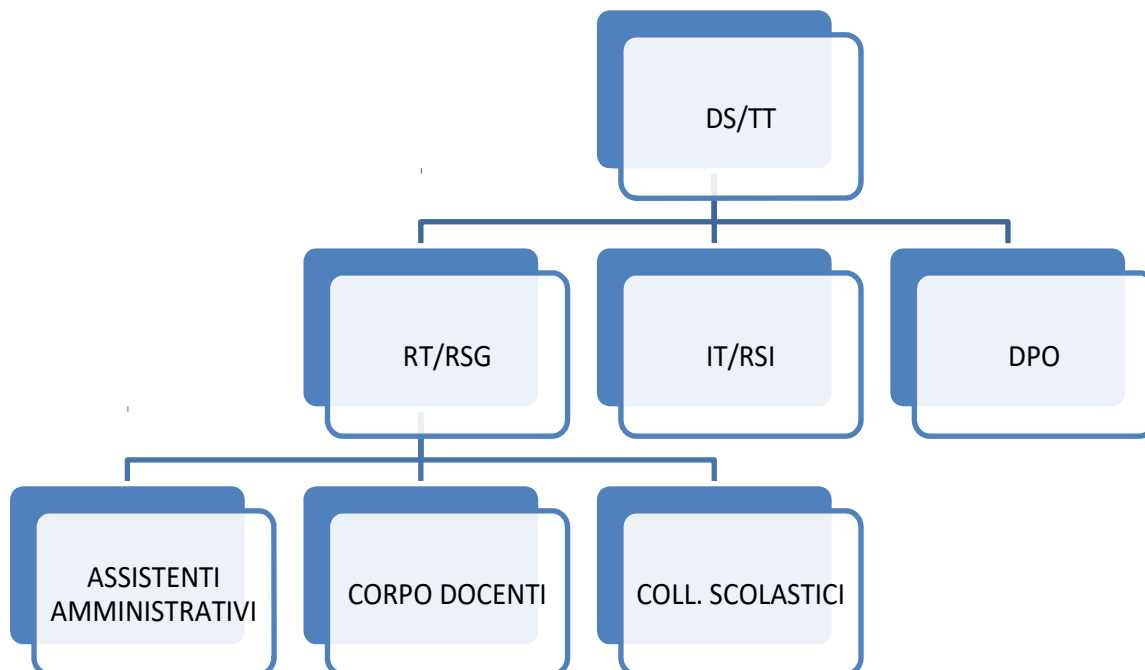 DS/TT
RT/RSG
IT/RSI
DPO
ASSISTENTI
AMMINISTRATIVI
CORPO DOCENTI
COLL. SCOLASTICI